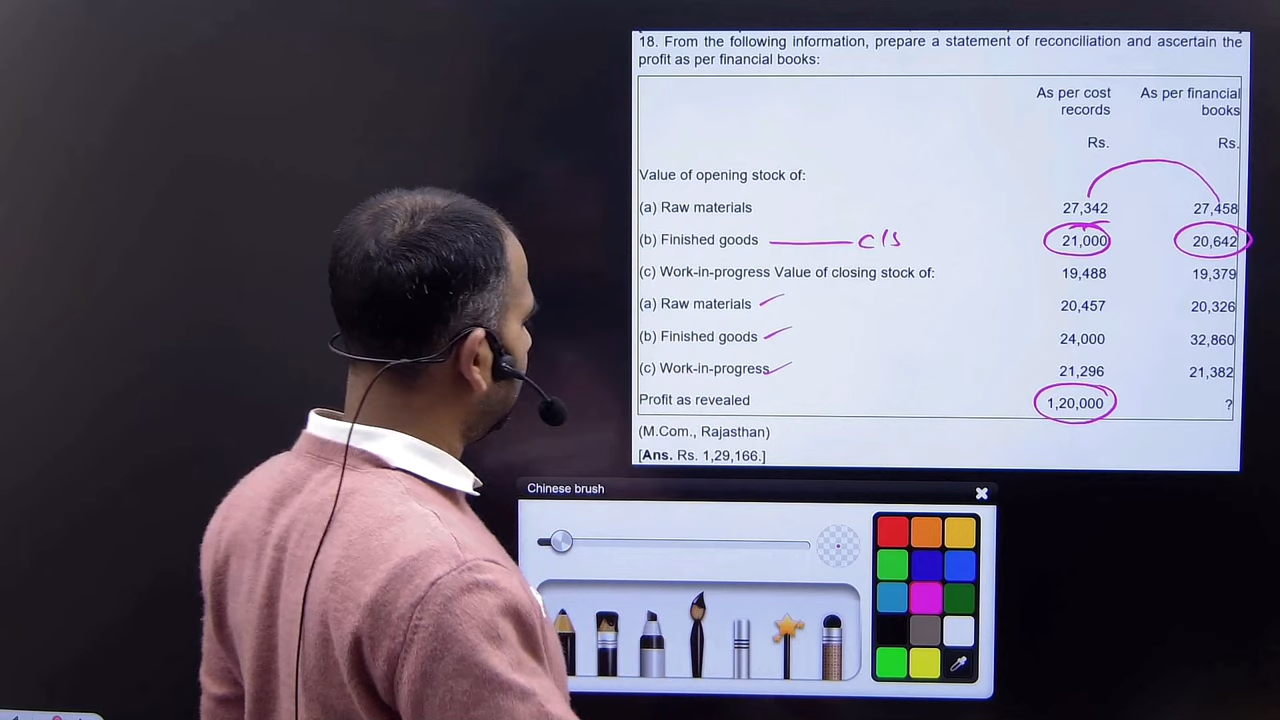 18. From the following information, prepare a statement of reconciliation and ascertain the
profit as per financial books:
As per cost As per financial
records books
Rs. Rs.
Value of opening stock of:
(a) Raw materials 27,342 27,458
(b) Finished goods c/s 21,000 20,642
(c) Work-in-progress Value of closing stock of: 19,488 19,379
(a) Raw materials 20,457 20,326
(b) Finished goods 24,000 32,860
(c) Work-in-progress 21,296 21,382
Profit as revealed 1,20,000 ?
(M.Com., Rajasthan)
[Ans. Rs. 1,29,166.]
Chinese brush